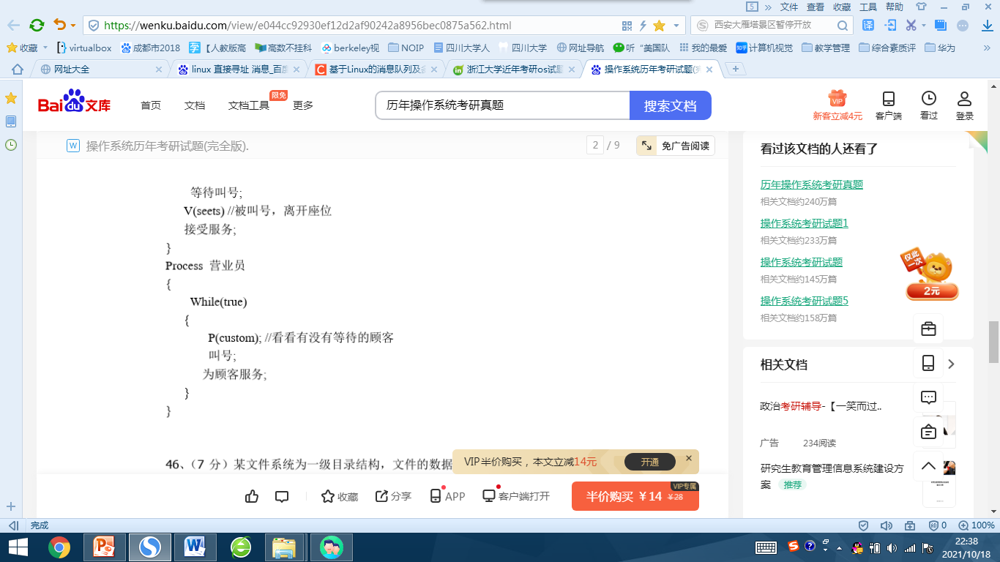 5 » 文件 查看 收藏 工具 帮助
https://wenku.baidu.com/view/e044cc92930ef12d2af90242a8956bec0875a562.html
西安大雁塔景区暂停开放
译
收藏 virtualbox 成都市2018 【人教版高 高数不挂科 berkeley视 NOIP 四川大学人 四川大学 网址导航 听“美国队 我的最爱 计算机视觉 教学管理 综合素质评 华为 »
网址大全 linux 直接寻址 消息_百度 基于Linux的消息队列及多 浙江大学近年考研os试题 操作系统历年考研试题(完
Bai du 文库 首页 文档 文档工具 限免 更多
历年操作系统考研真题 搜索文档
VIP
新客立减4元 客户端 看过 登录
W 操作系统历年考研试题(完全版).
2 / 9 免广告阅读
等待叫号;
V(seets) //被叫号，离开座位
接受服务;
}
Process 营业员
{
While(true)
{
P(custom); //看看有没有等待的顾客
叫号;
为顾客服务;
}
}
46、（7 分）某文件系统为一级目录结构，文件的数据
VIP半价购买，本文立减14元 开通
收藏 分享 APP 客户端打开
半价购买 ￥14 ￥28
VIP专属
看过该文档的人还看了
历年操作系统考研真题
相关文档约240万篇
操作系统考研试题1
相关文档约233万篇
操作系统考研试题
相关文档约145万篇
操作系统考研试题5
相关文档约158万篇
仅此一次
2元
相关文档
政治考研辅导-【一笑而过..
广告 234阅读
研究生教育管理信息系统建设方
案 推荐
完成
0 100%
22:38
2021/10/18